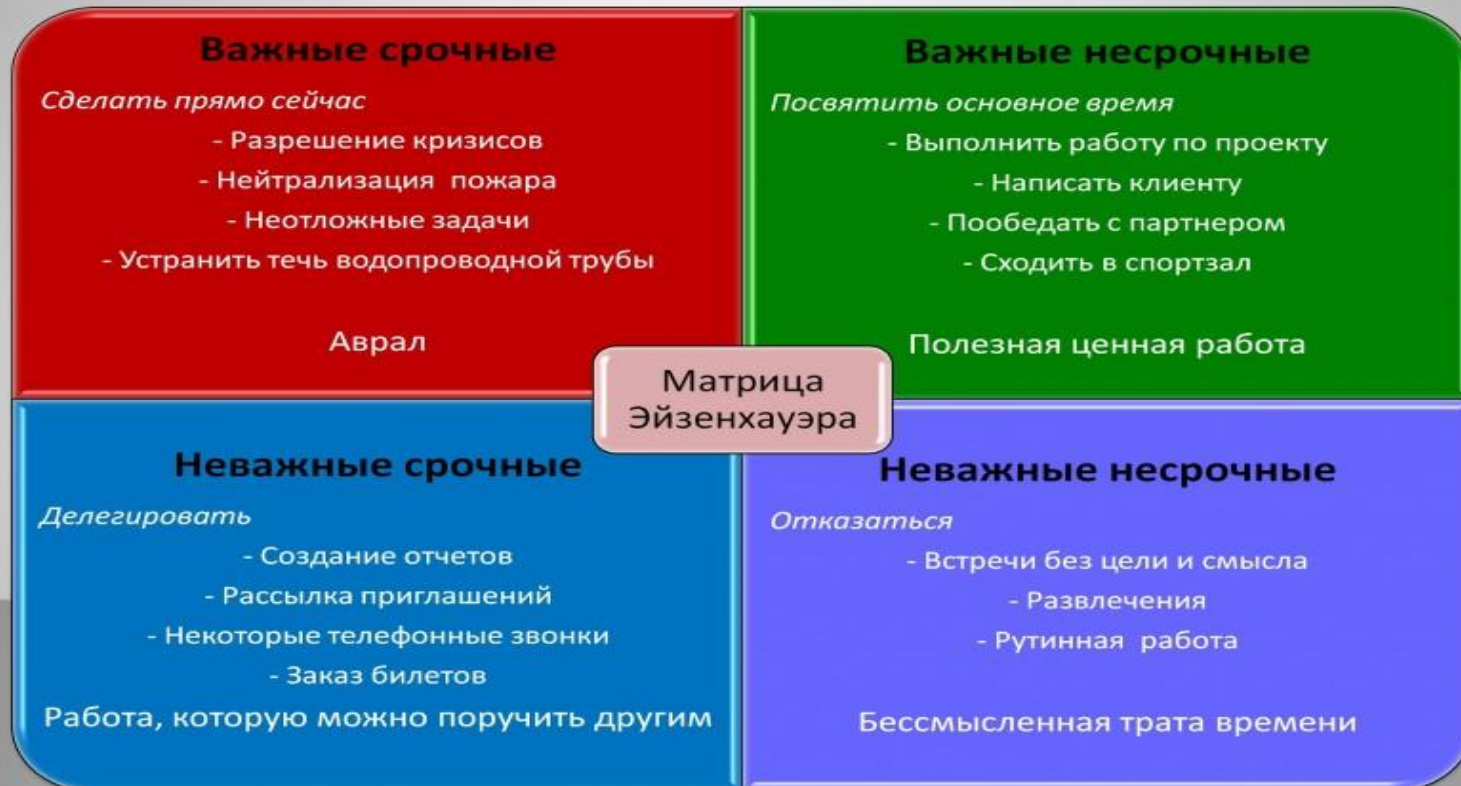 Важные срочные
Сделать прямо сейчас
- Разрешение кризисов
- Нейтрализация пожара
- Неотложные задачи
- Устранить течь водопроводной трубы
Аврал
Важные несрочные
Посвятить основное время
- Выполнить работу по проекту
- Написать клиенту
- Пообедать с партнером
- Сходить в спортзал
Полезная ценная работа
Матрица
Эйзенхауэра
Неважные срочные
Делегировать
- Создание отчетов
- Рассылка приглашений
- Некоторые телефонные звонки
- Заказ билетов
Работа, которую можно поручить другим
Неважные несрочные
Отказаться
- Встречи без цели и смысла
- Развлечения
- Рутинная работа
Бессмысленная трата времени